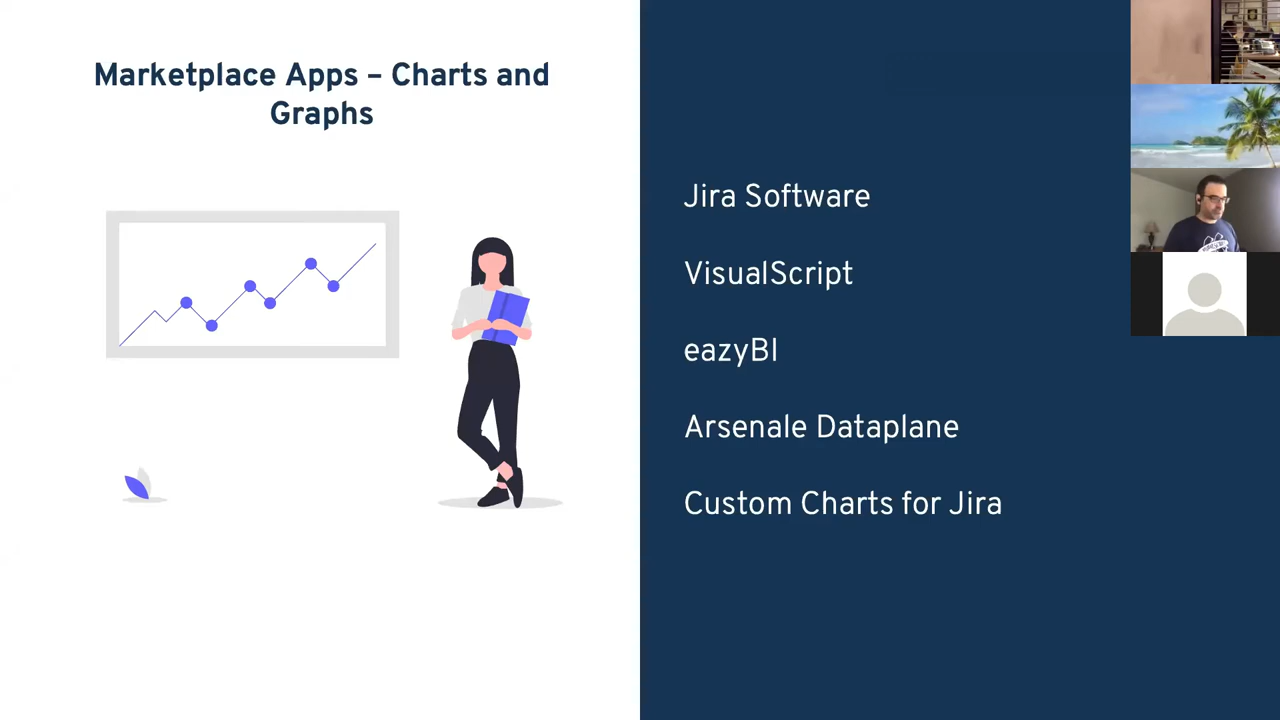 Marketplace Apps – Charts and
Graphs
Jira Software
VisualScript
eazyBI
Arsenale Dataplane
Custom Charts for Jira